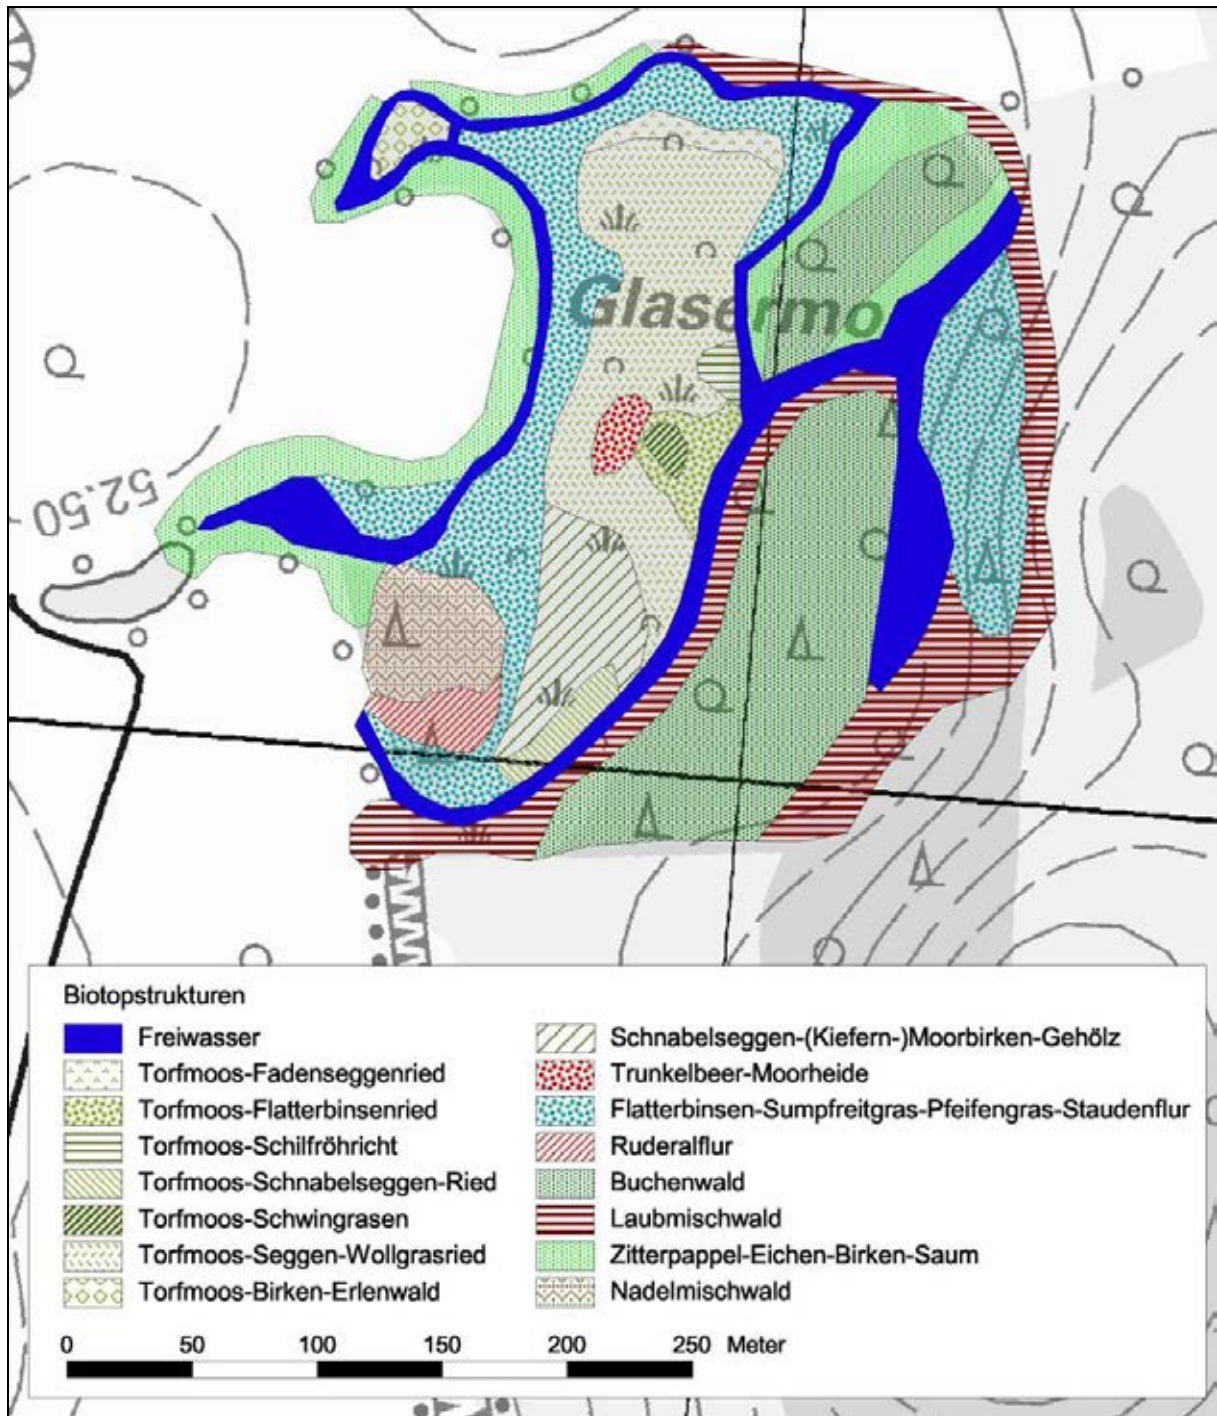 Glasermo
52.50
Biotopstrukturen
Freiwasser
Torfmoos-Fadenseggenried
Torfmoos-Flatterbinsenried
Torfmoos-Schilfröhricht
Torfmoos-Schnabelseggen-Ried
Torfmoos-Schwingrasen
Torfmoos-Seggen-Wollgrasried
Torfmoos-Birken-Erlenwald
Schnabelseggen-(Kiefern-)Moorbirken-Gehölz
Trunkelbeer-Moorheide
Flatterbinsen-Sumpfreitgras-Pfeifengras-Staudenflur
Ruderalflur
Buchenwald
Laubmischwald
Zitterpappel-Eichen-Birken-Saum
Nadelmischwald
0 50 100 150 200 250 Meter